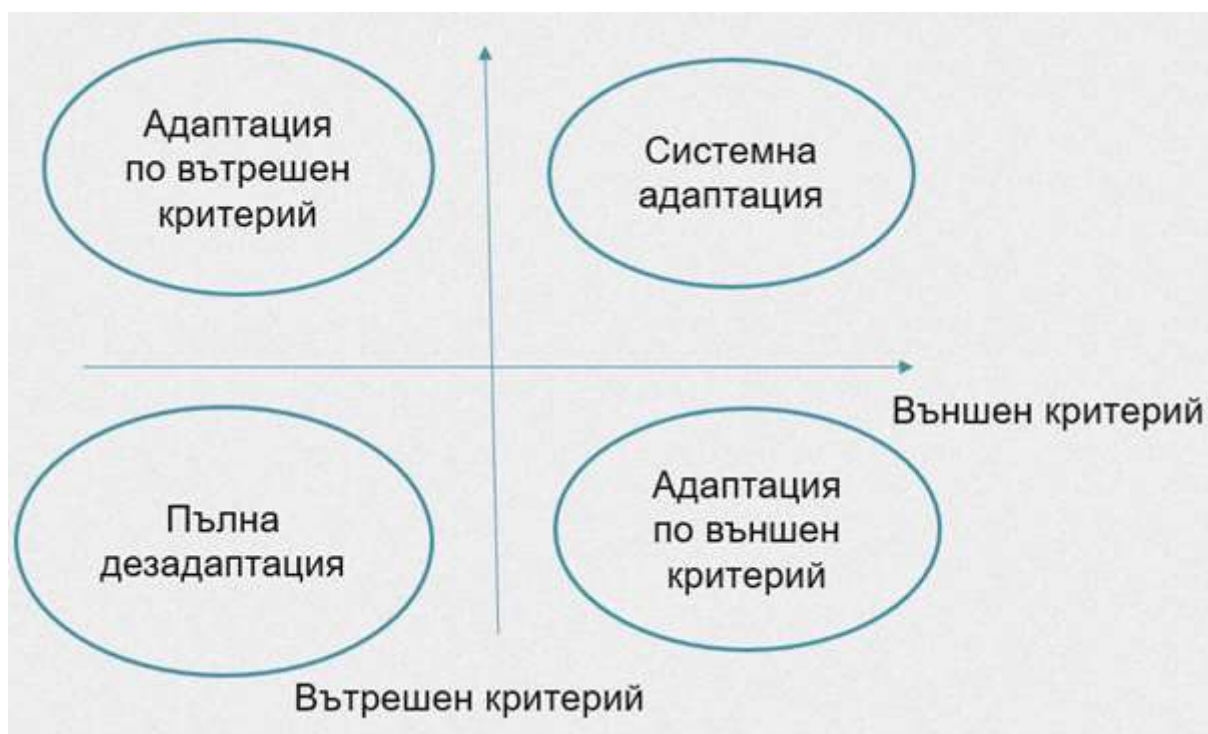 Адаптация
по вътрешен
критерий
Системна
адаптация
Външен критерий
Пълна
дезадаптация
Адаптация
по външен
критерий
Вътрешен критерий